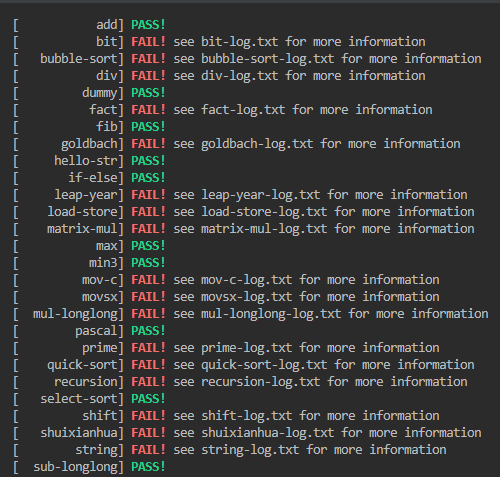 [          add] PASS!
[          bit] FAIL! see bit-log.txt for more information
[  bubble-sort] FAIL! see bubble-sort-log.txt for more information
[          div] FAIL! see div-log.txt for more information
[        dummy] PASS!
[         fact] FAIL! see fact-log.txt for more information
[          fib] PASS!
[     goldbach] FAIL! see goldbach-log.txt for more information
[    hello-str] PASS!
[      if-else] PASS!
[    leap-year] FAIL! see leap-year-log.txt for more information
[   load-store] FAIL! see load-store-log.txt for more information
[   matrix-mul] FAIL! see matrix-mul-log.txt for more information
[          max] PASS!
[         min3] PASS!
[        mov-c] FAIL! see mov-c-log.txt for more information
[        movsx] FAIL! see movsx-log.txt for more information
[ mul-longlong] FAIL! see mul-longlong-log.txt for more information
[       pascal] PASS!
[        prime] FAIL! see prime-log.txt for more information
[   quick-sort] FAIL! see quick-sort-log.txt for more information
[    recursion] FAIL! see recursion-log.txt for more information
[  select-sort] PASS!
[        shift] FAIL! see shift-log.txt for more information
[  shuixianhua] FAIL! see shuixianhua-log.txt for more information
[       string] FAIL! see string-log.txt for more information
[ sub-longlong] PASS!